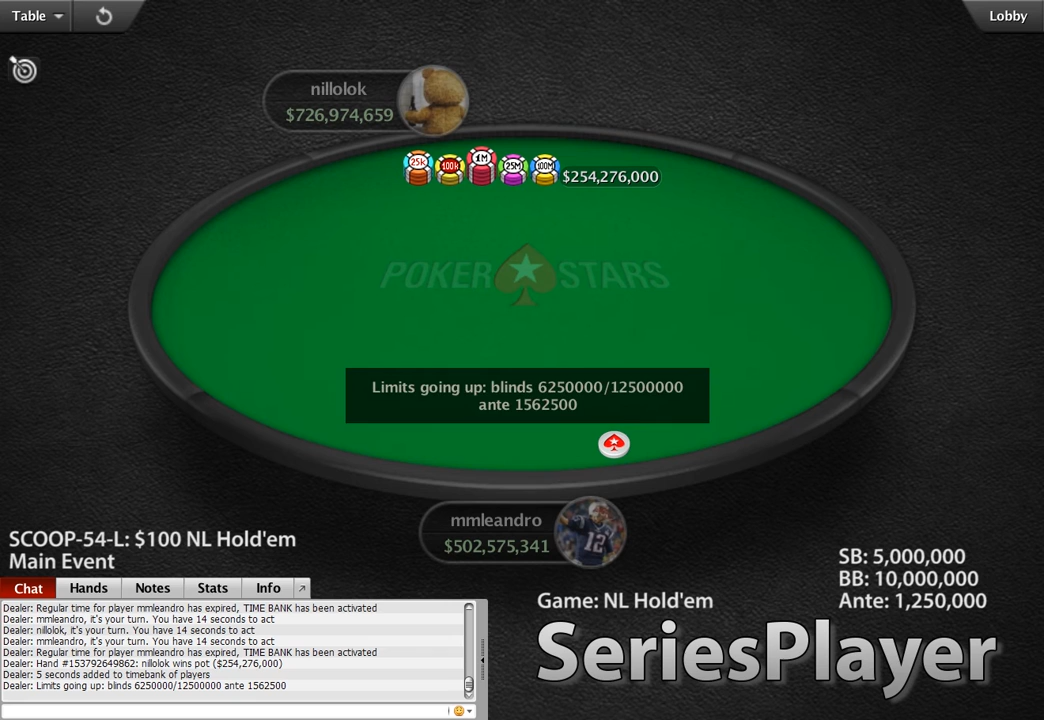 Table
Lobby
nillolok
$726,974,659
25K
100K
1M
25M
100M
$254,276,000
POKER STARS
Limits going up: blinds 6250000/12500000
ante 1562500
mmleandro
$502,575,341
12
SCOOP-54-L: $100 NL Hold'em
Main Event
SB: 5,000,000
BB: 10,000,000
Ante: 1,250,000
Game: NL Hold'em
SeriesPlayer
Chat Hands Notes Stats Info
Dealer: Regular time for player mmleandro has expired, TIME BANK has been activated
Dealer: mmleandro, it's your turn. You have 14 seconds to act
Dealer: nillolok, it's your turn. You have 14 seconds to act
Dealer: mmleandro, it's your turn. You have 14 seconds to act
Dealer: Regular time for player mmleandro has expired, TIME BANK has been activated
Dealer: Hand #153792649862: nillolok wins pot ($254,276,000)
Dealer: 5 seconds added to timebank of players
Dealer: Limits going up: blinds 6250000/12500000 ante 1562500